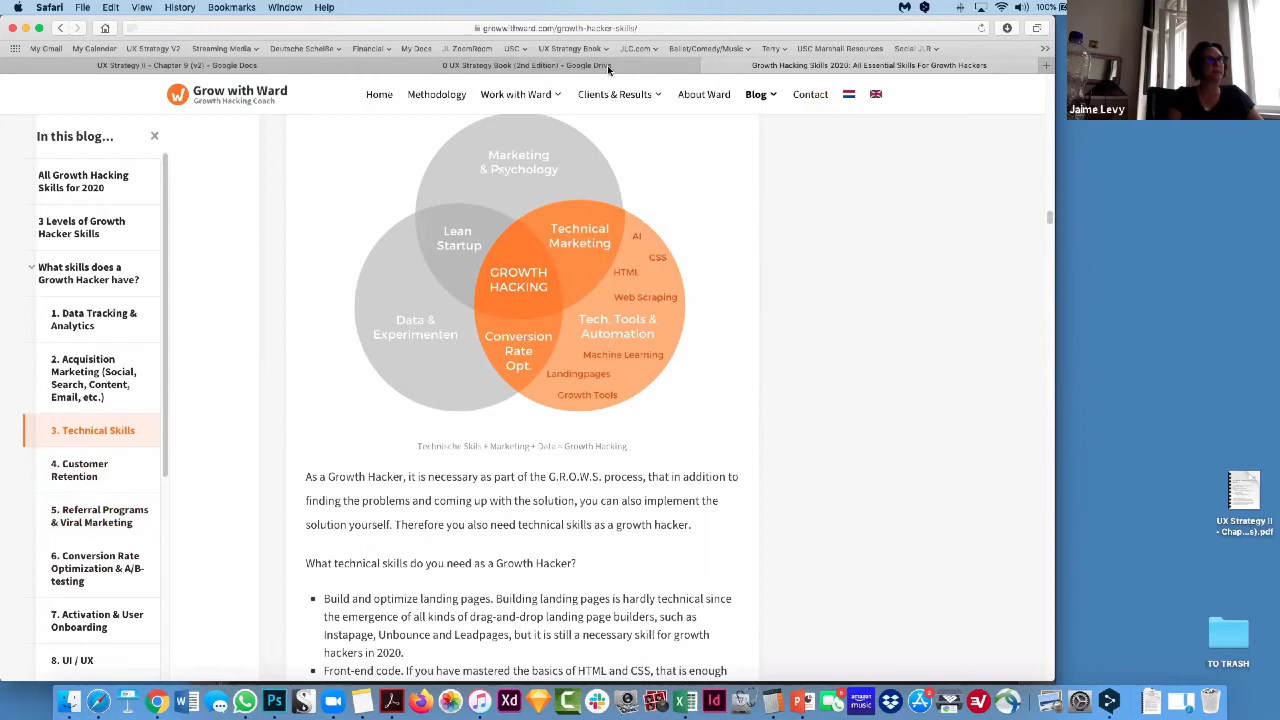 Safari File Edit View History Bookmarks Window Help 100%
growwithward.com/growth-hacker-skills/
My Gmail My Calendar UX Strategy V2 Streaming Media Deutsche Scheiße Financial My Docs JL ZoomRoom USC UX Strategy Book JLC.com Ballet/Comedy/Music Terry USC Marshall Resources Social JLR
UX Strategy II - Chapter 9 (v2) - Google Docs
0 UX Strategy Book (2nd Edition) - Google Drive
Growth Hacking Skills 2020: All Essential Skills For Growth Hackers
Jaime Levy
Grow with Ward
Growth Hacking Coach
Home Methodology Work with Ward Clients & Results About Ward Blog Contact
In this blog...
All Growth Hacking
Skills for 2020
3 Levels of Growth
Hacker Skills
What skills does a
Growth Hacker have?
1. Data Tracking &
Analytics
2. Acquisition
Marketing (Social,
Search, Content,
Email, etc.)
3. Technical Skills
4. Customer
Retention
5. Referral Programs
& Viral Marketing
6. Conversion Rate
Optimization & A/B-
testing
7. Activation & User
Onboarding
8. UI / UX
Marketing
& Psychology
Lean
Startup
Technical
Marketing
AI
CSS
HTML
Web Scraping
GROWTH
HACKING
Data &
Experimenten
Tech. Tools &
Automation
Conversion
Rate
Opt.
Machine Learning
Landingpages
Growth Tools
Technische Skils + Marketing + Data = Growth Hacking
As a Growth Hacker, it is necessary as part of the G.R.O.W.S. process, that in addition to
finding the problems and coming up with the solution, you can also implement the
solution yourself. Therefore you also need technical skills as a growth hacker.
What technical skills do you need as a Growth Hacker?
Build and optimize landing pages. Building landing pages is hardly technical since
the emergence of all kinds of drag-and-drop landing page builders, such as
Instapage, Unbounce and Leadpages, but it is still a necessary skill for growth
hackers in 2020.
Front-end code. If you have mastered the basics of HTML and CSS, that is enough
UX Strategy II
- Chap...s).pdf
TO TRASH
W
Ps
S
Xd
Id
P
6
amazon
music
2